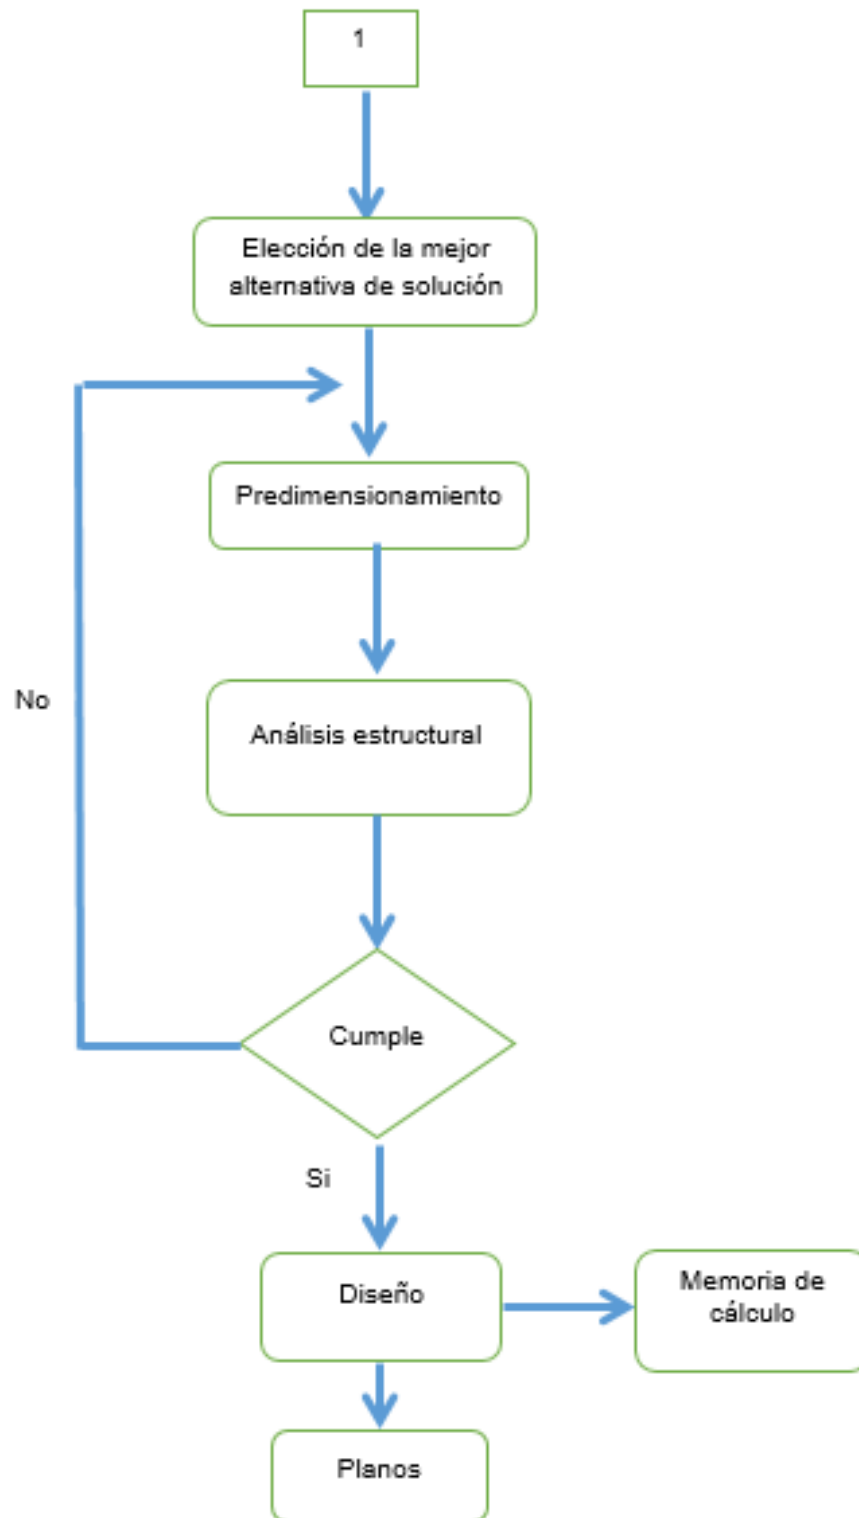 1
Elección de la mejor
alternativa de solución
Predimensionamiento
No
Análisis estructural
Cumple
Si
Diseño
Memoria de
cálculo
Planos